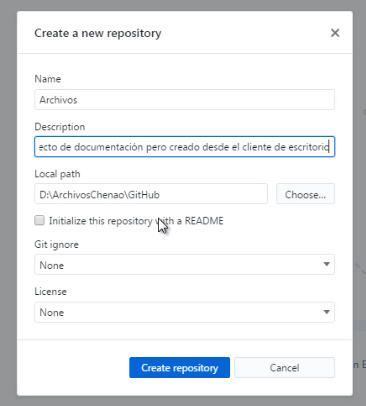 Create a new repository
Name
Archivos
Description
ecto de documentación pero creado desde el cliente de escritorio
Local path
D:\ArchivosChenao\GitHub
Choose...
Initialize this repository with a README
Git ignore
None
License
None
Create repository
Cancel